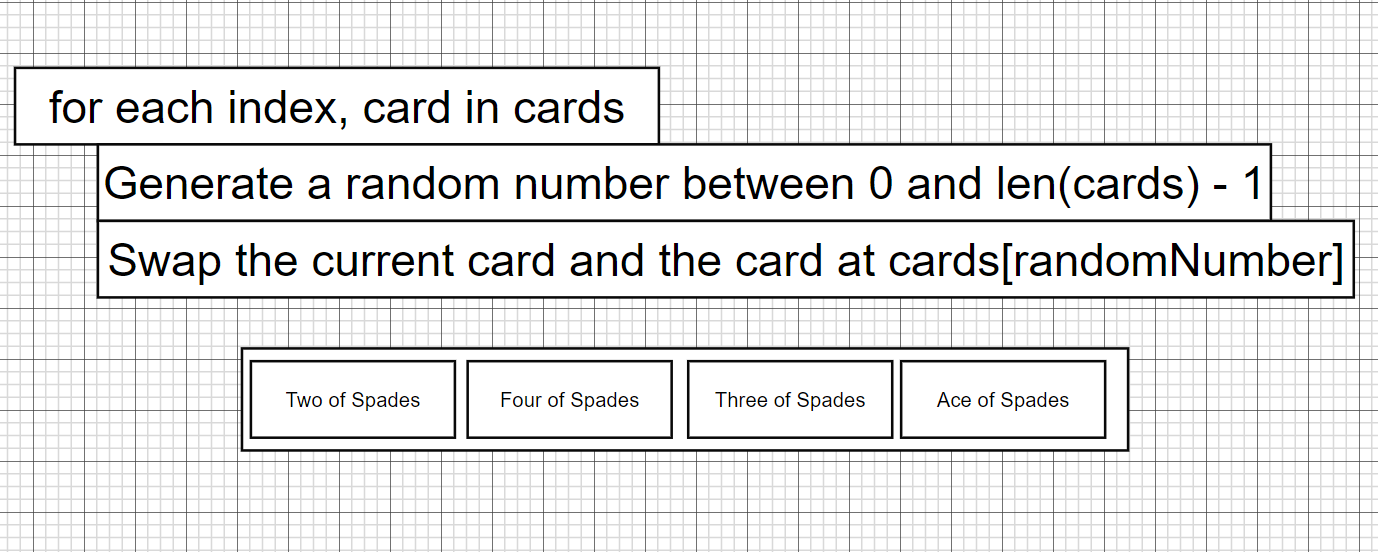 for each index, card in cards
Generate a random number between 0 and len(cards) - 1
Swap the current card and the card at cards[randomNumber]
Two of Spades Four of Spades Three of Spades Ace of Spades